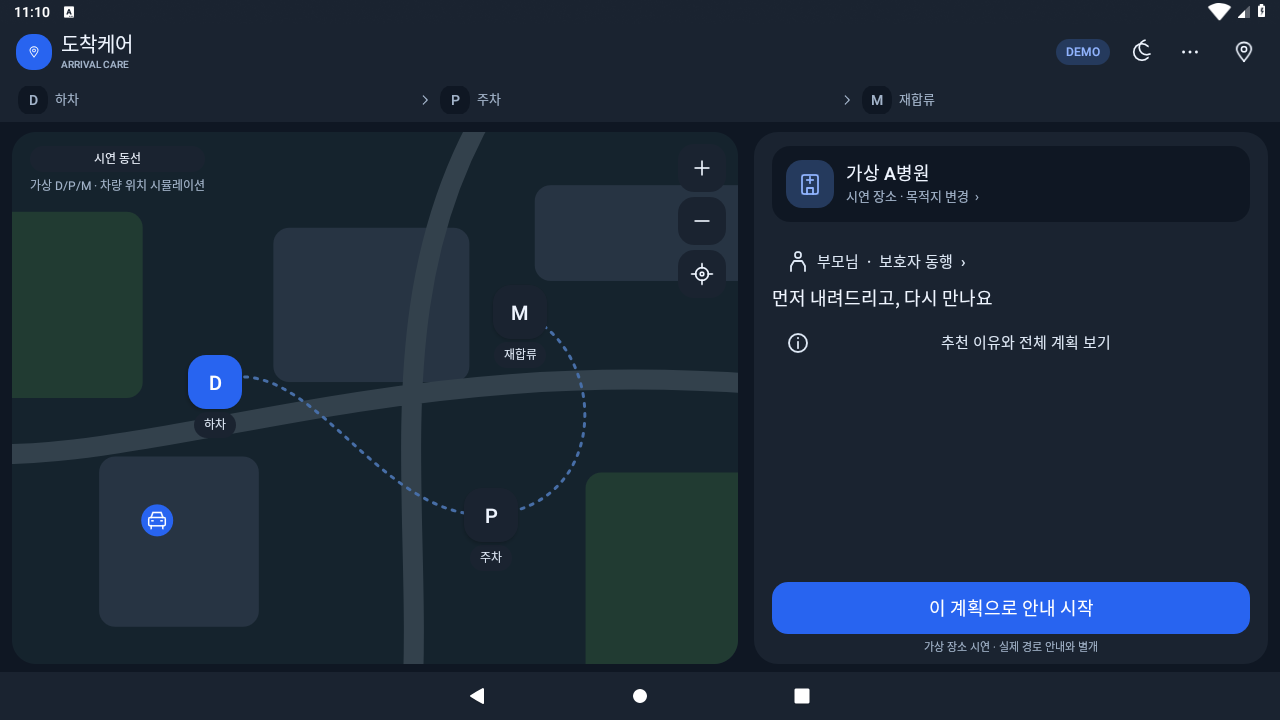 11:10
도착케어
ARRIVAL CARE
DEMO
D 하차
P 주차
M 재합류
시연 동선
가상 D/P/M · 차량 위치 시뮬레이션
M
재합류
D
하차
P
주차
가상 A병원
시연 장소 · 목적지 변경 ›
부모님 · 보호자 동행 ›
먼저 내려드리고, 다시 만나요
추천 이유와 전체 계획 보기
이 계획으로 안내 시작
가상 장소 시연 · 실제 경로 안내와 별개